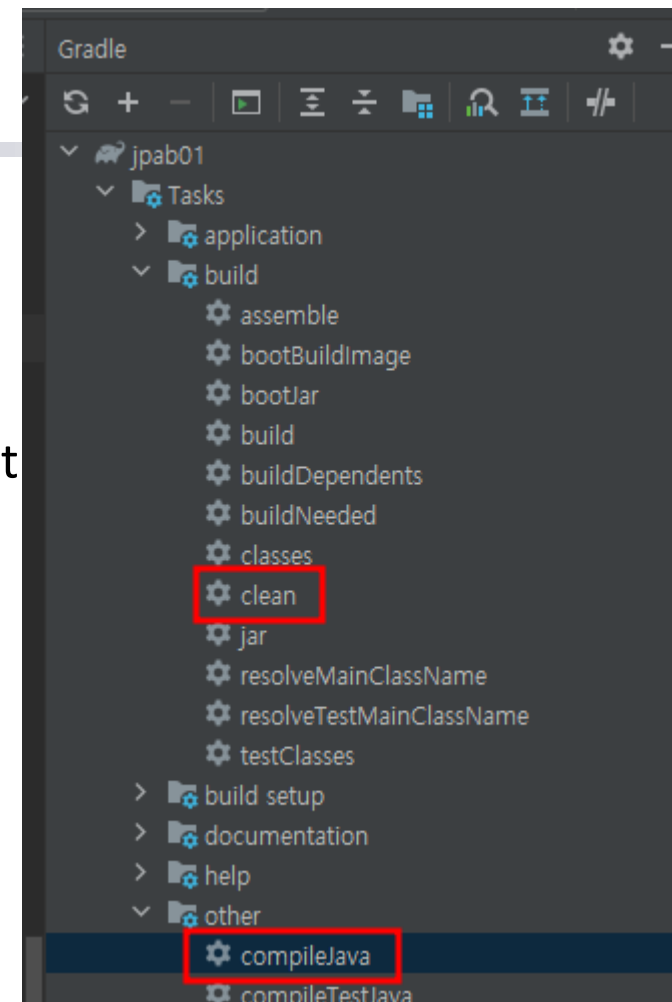 Gradle
jpab01
Tasks
application
build
assemble
bootBuildImage
bootJar
build
t
buildDependents
buildNeeded
classes
clean
jar
resolveMainClassName
resolveTestMainClassName
testClasses
build setup
documentation
help
other
compileJava
compileTestJava